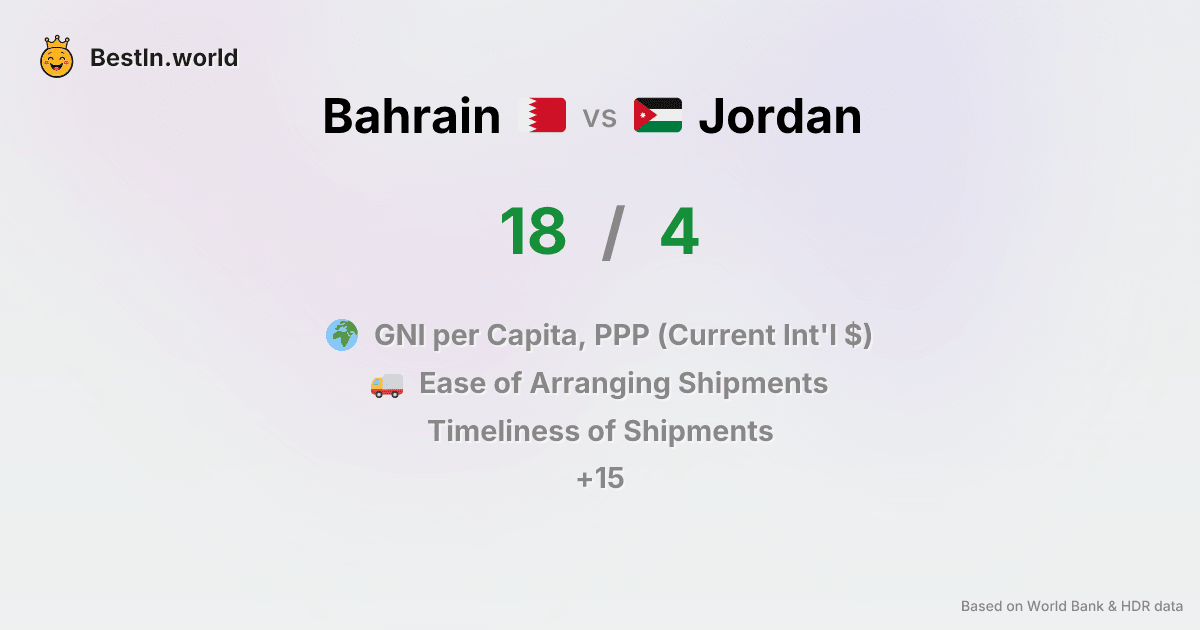 BestIn.world
Bahrain vs Jordan
18 / 4
GNI per Capita, PPP (Current Int'l $)
Ease of Arranging Shipments
Timeliness of Shipments
+15
Based on World Bank & HDR data